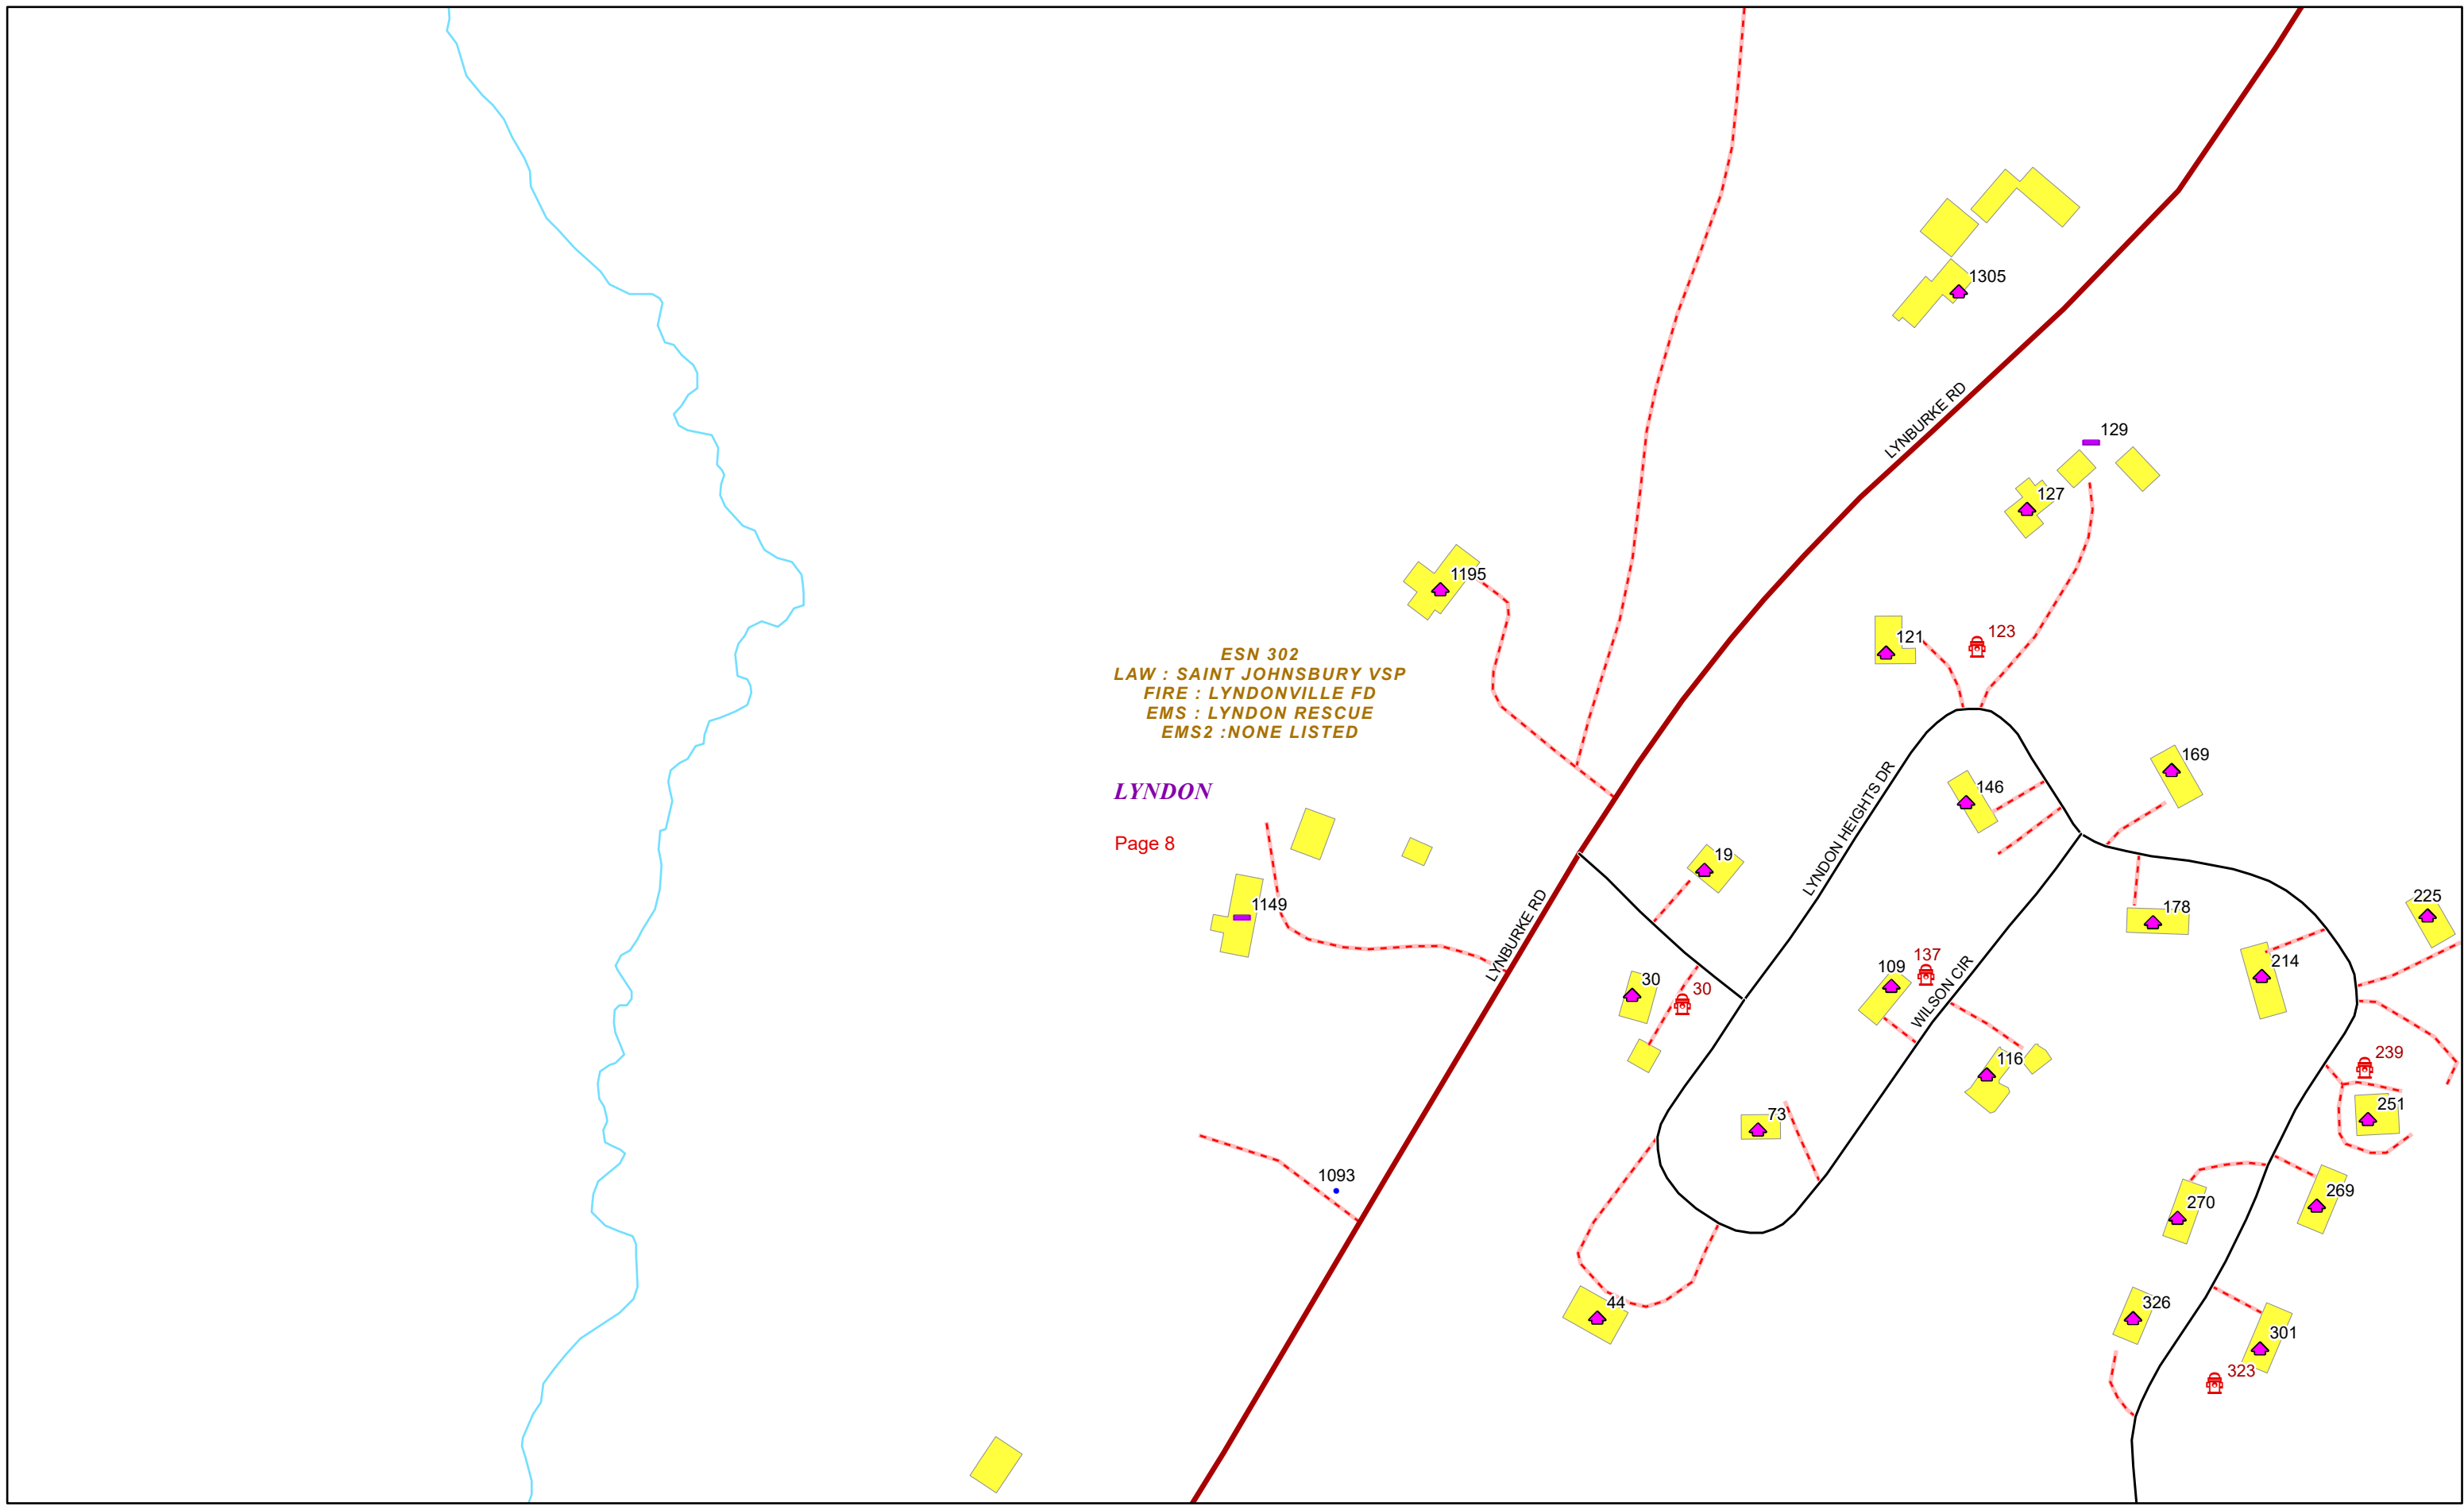 1305
LYNBURKE RD
129
127
1195
123
121
ESN 302
LAW : SAINT JOHNSBURY VSP
FIRE : LYNDONVILLE FD
EMS : LYNDON RESCUE
EMS2 :NONE LISTED
LYNDON
Page 8
169
146
LYNDON HEIGHTS DR
19
225
1149
LYNBURKE RD
178
137
214
109
30
30
WILSON CIR
239
116
251
73
1093
269
270
44
326
301
323